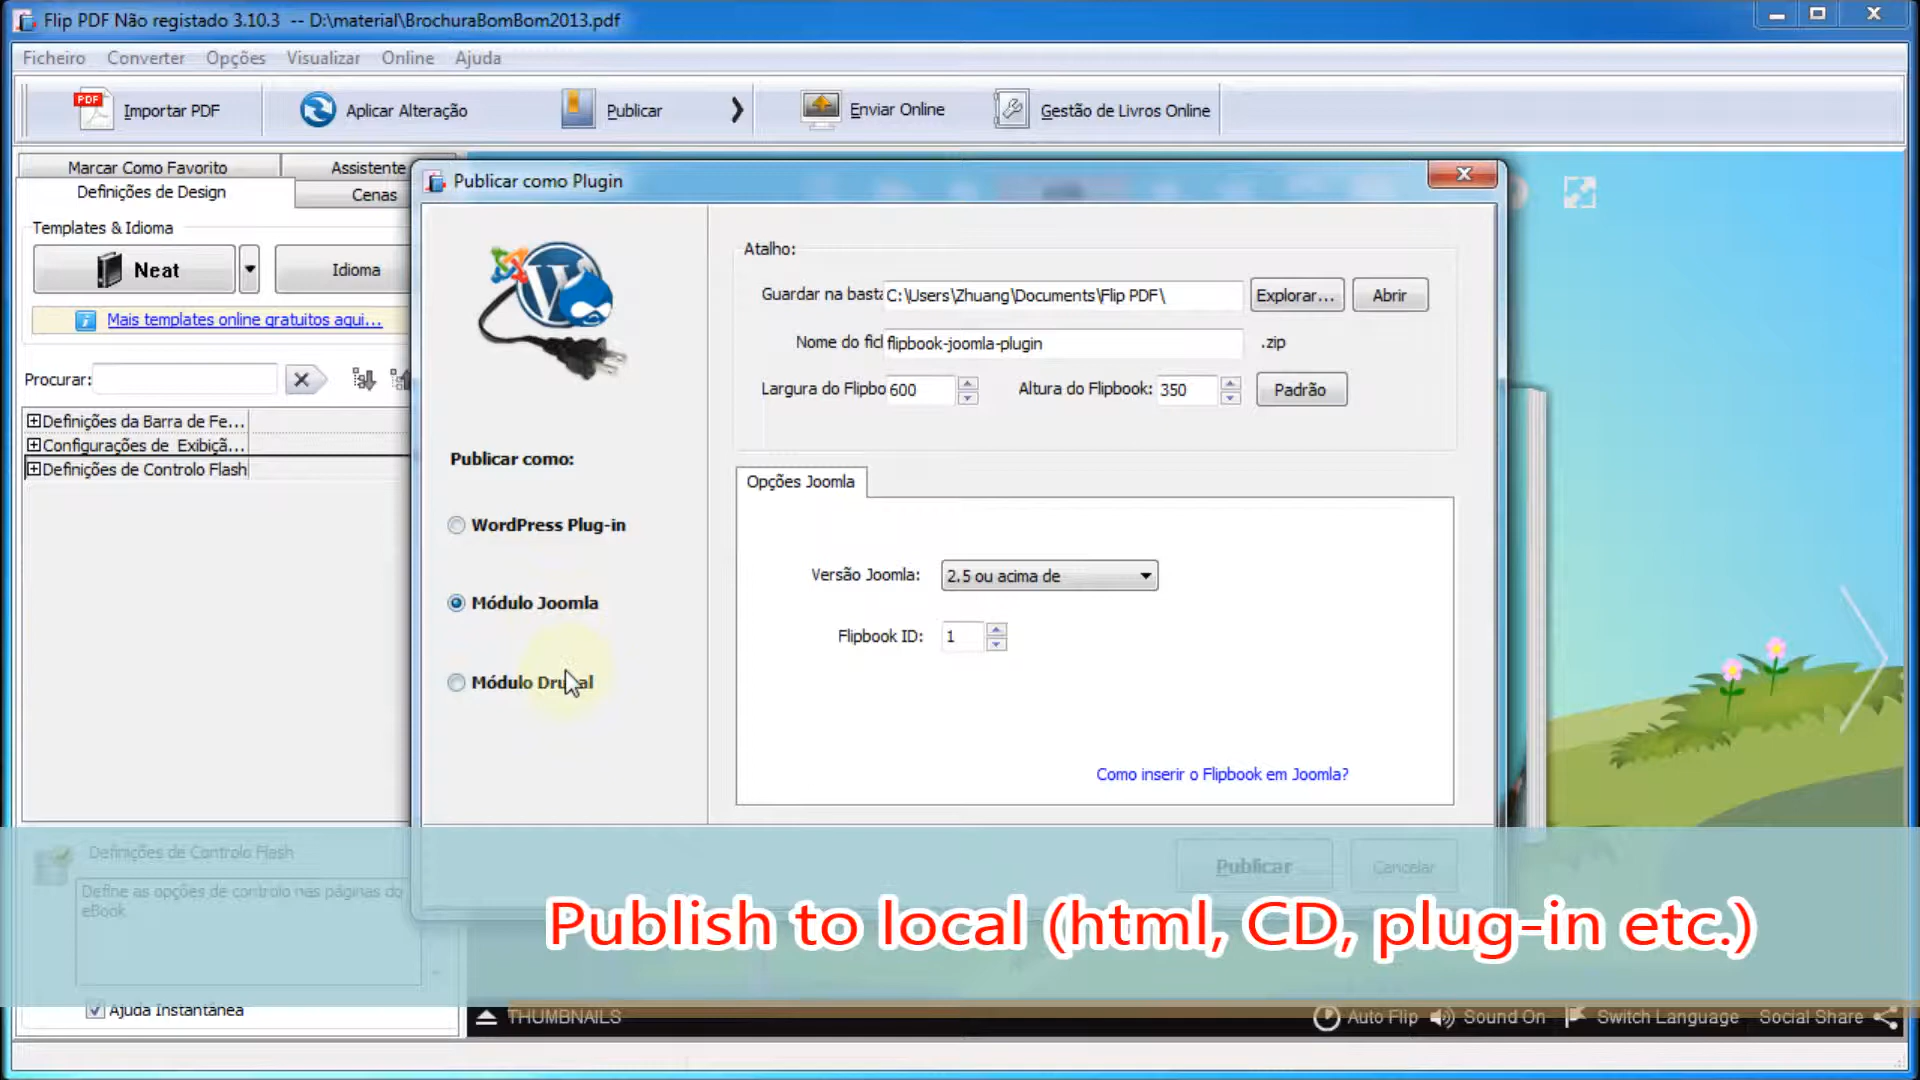 Flip PDF Não registado 3.10.3 -- D:\material\BrochuraBomBom2013.pdf
Ficheiro Converter Opções Visualizar Online Ajuda
PDF Importar PDF Aplicar Alteração Publicar Enviar Online Gestão de Livros Online
Marcar Como Favorito Assistente
Definições de Design Cenas
Templates & Idioma
Neat Idioma
Mais templates online gratuitos aqui...
Procurar:
Definições da Barra de Fe...
Configurações de Exibiçã...
Definições de Controlo Flash
Publicar como Plugin
Publicar como:
WordPress Plug-in
Módulo Joomla
Módulo Drupal
Atalho:
Guardar na basta C:\Users\Zhuang\Documents\Flip PDF\ Explorar... Abrir
Nome do fich flipbook-joomla-plugin .zip
Largura do Flipbo 600 Altura do Flipbook: 350 Padrão
Opções Joomla
Versão Joomla: 2.5 ou acima de
Flipbook ID: 1
Como inserir o Flipbook em Joomla?
Publicar Cancelar
Definições de Controlo Flash
Define as opções de controlo nas páginas do
eBook
Publish to local (html, CD, plug-in etc.)
Ajuda Instantânea
THUMBNAILS Auto Flip Sound On Switch Language Social Share